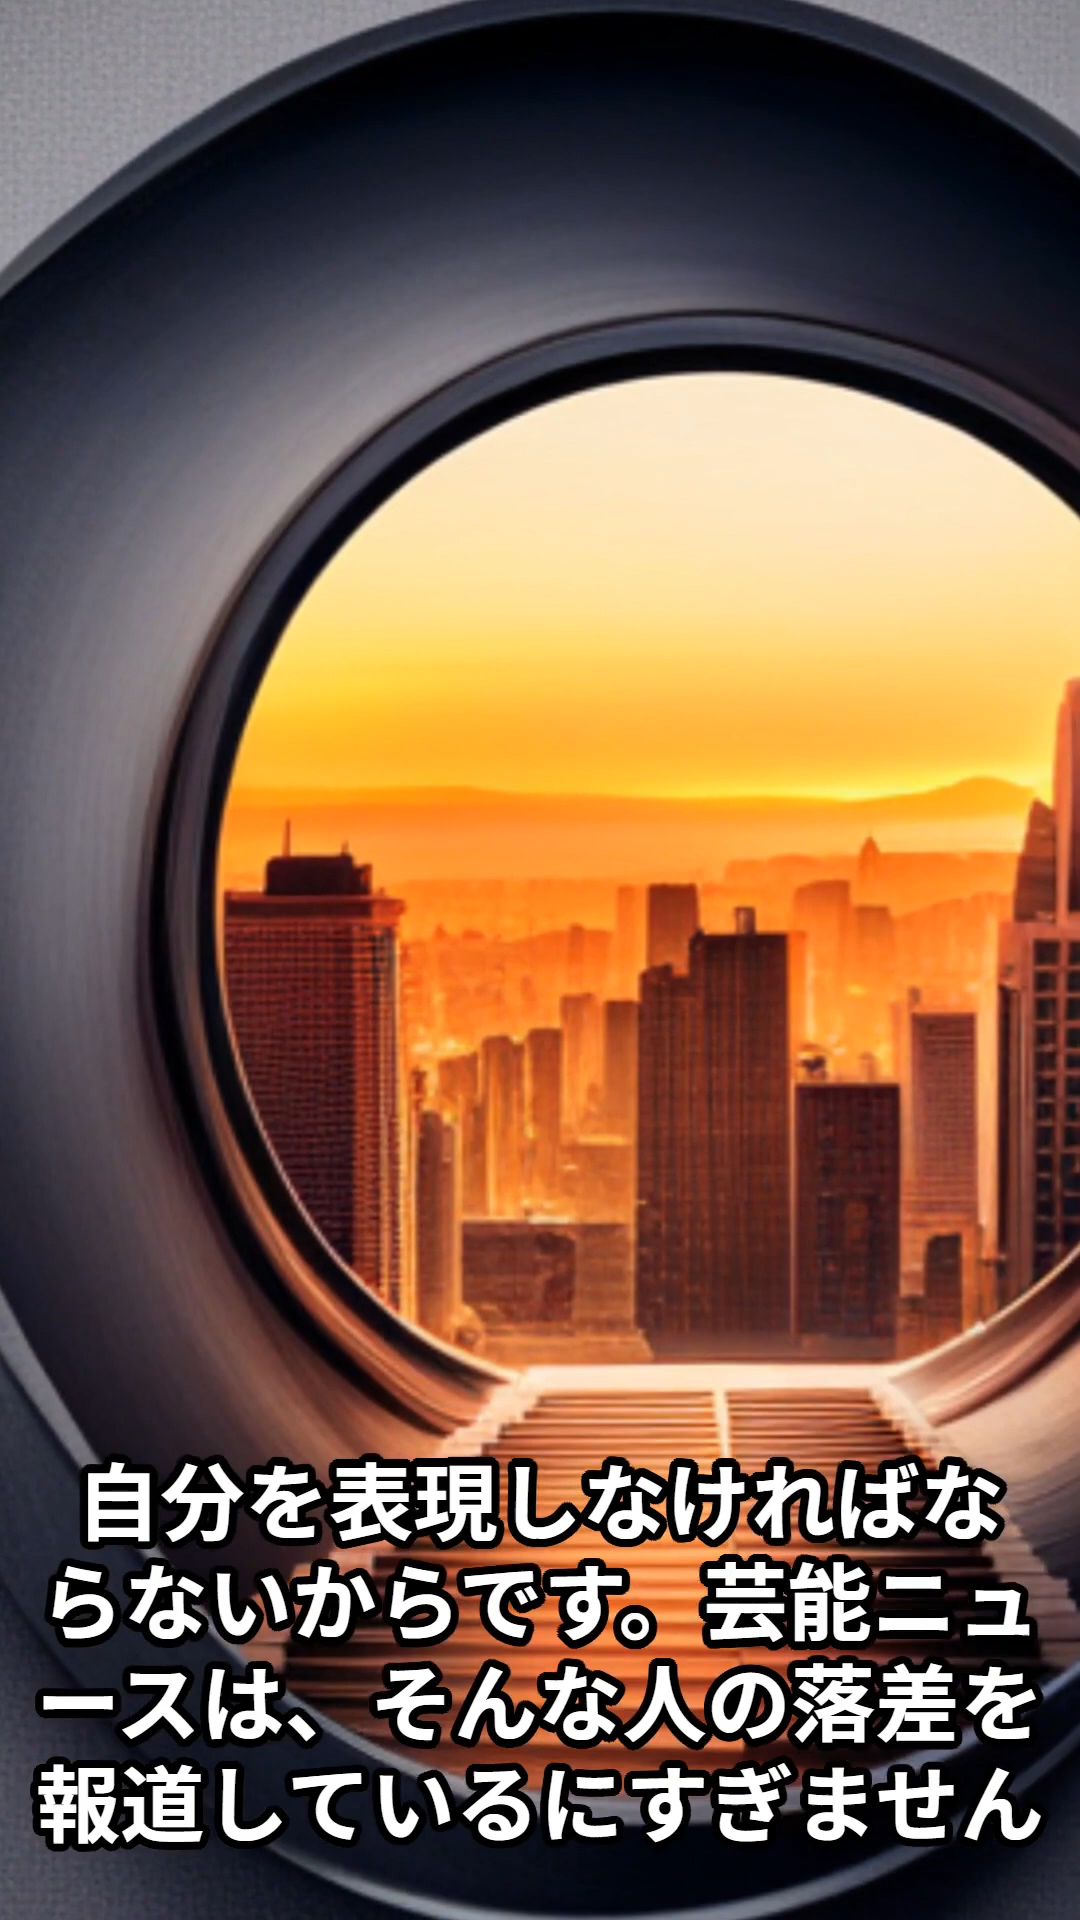 自分を表現しなければな
らないからです。芸能ニュ
ースは、そんな人の落差を
報道しているにすぎません